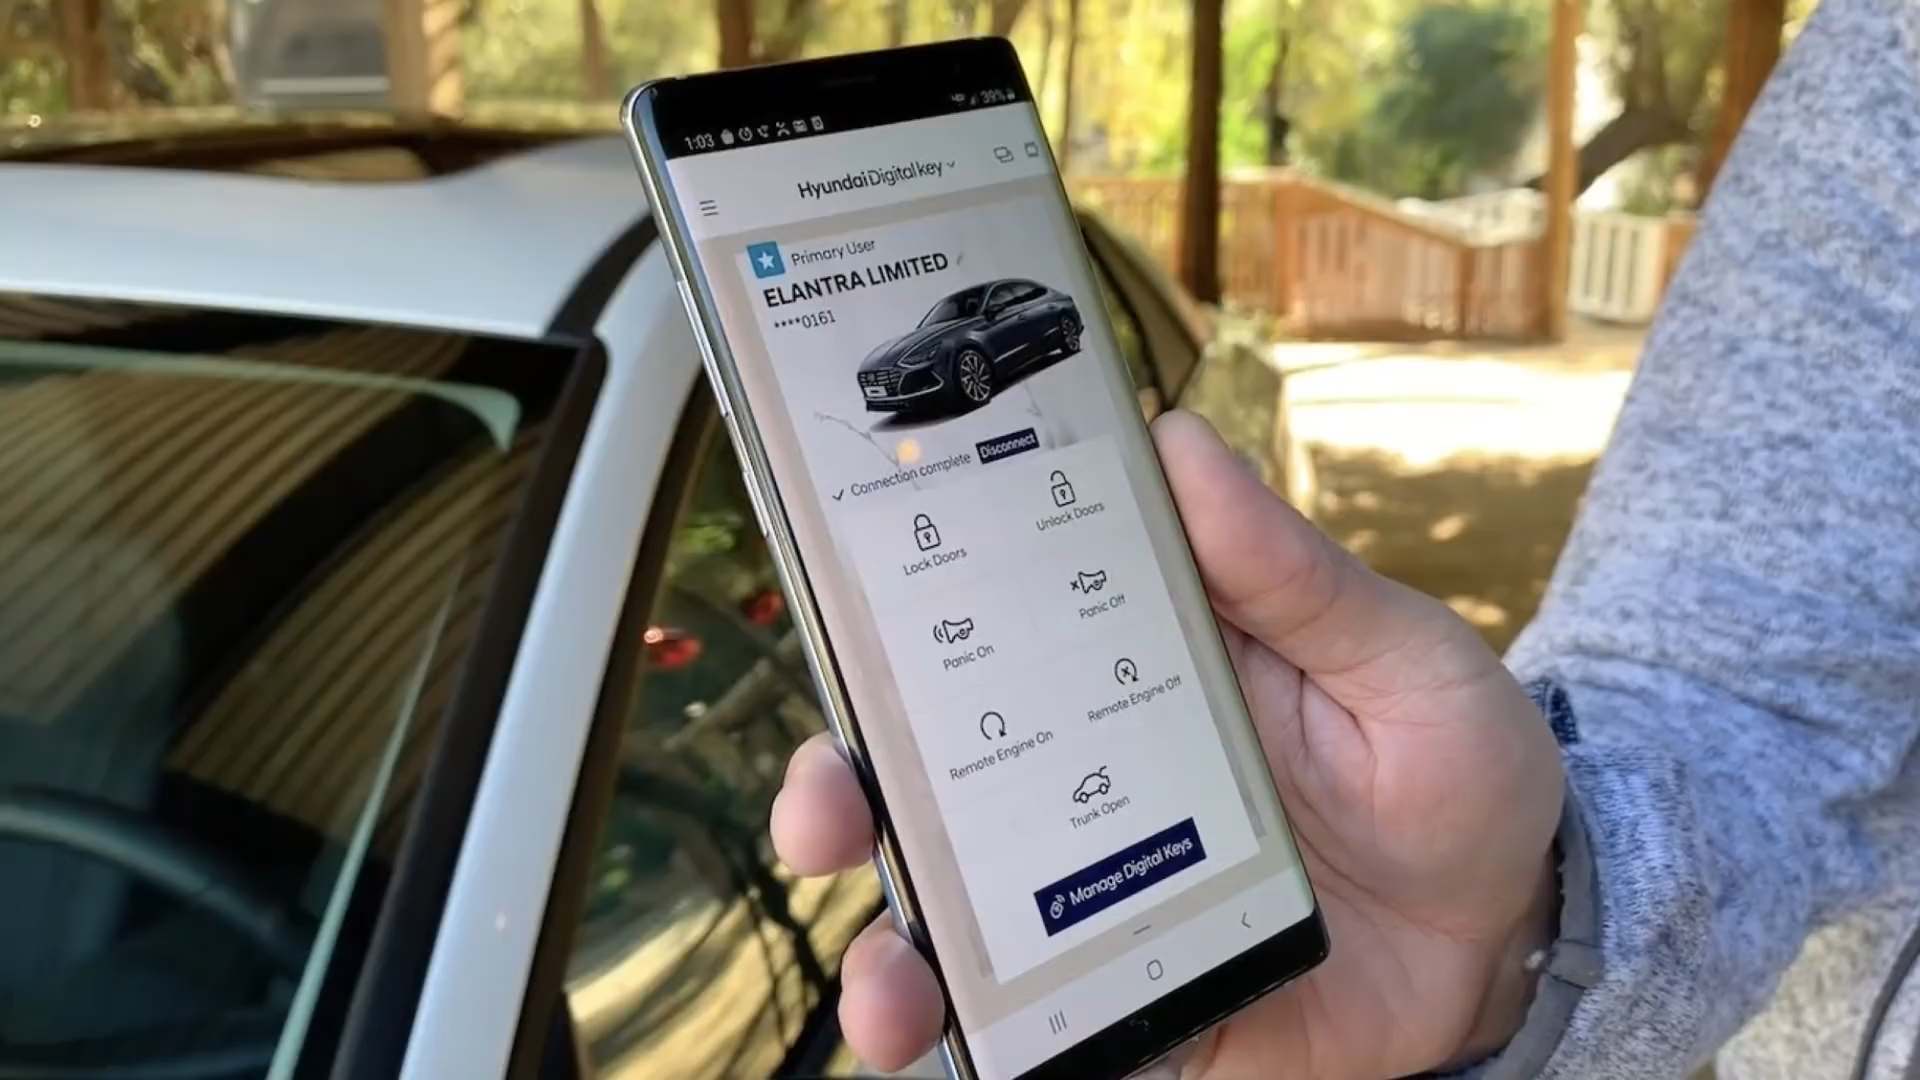 1:03
39%
Hyundai Digital key
Primary User
ELANTRA LIMITED
****0161
Connection complete
Disconnect
Lock Doors
Unlock Doors
Panic On
Panic Off
Remote Engine On
Remote Engine Off
Trunk Open
Manage Digital Keys